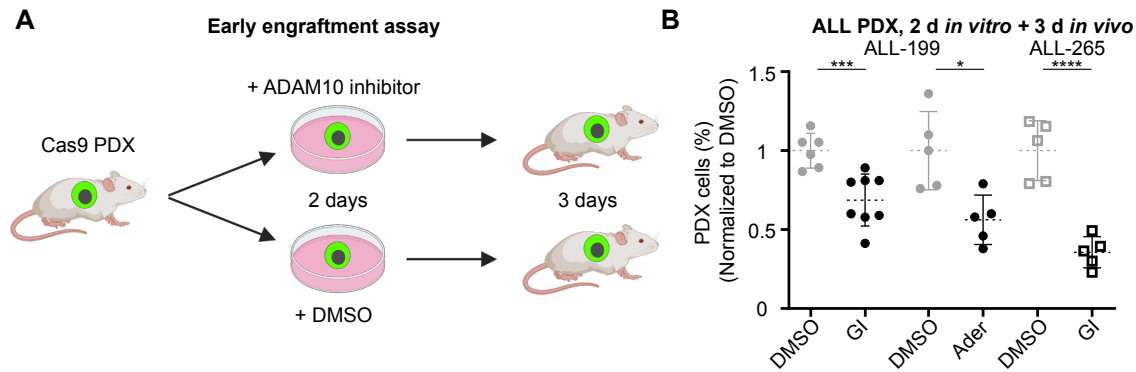 A
Early engraftment assay
+ ADAM10 inhibitor
Cas9 PDX
2 days
3 days
+ DMSO
B
ALL PDX, 2 d in vitro + 3 d in vivo
ALL-199
ALL-265
***
*
****
PDX cells (%)
(Normalized to DMSO)
1.5
1
0.5
0
DMSO
GI
DMSO
Ader
DMSO
GI